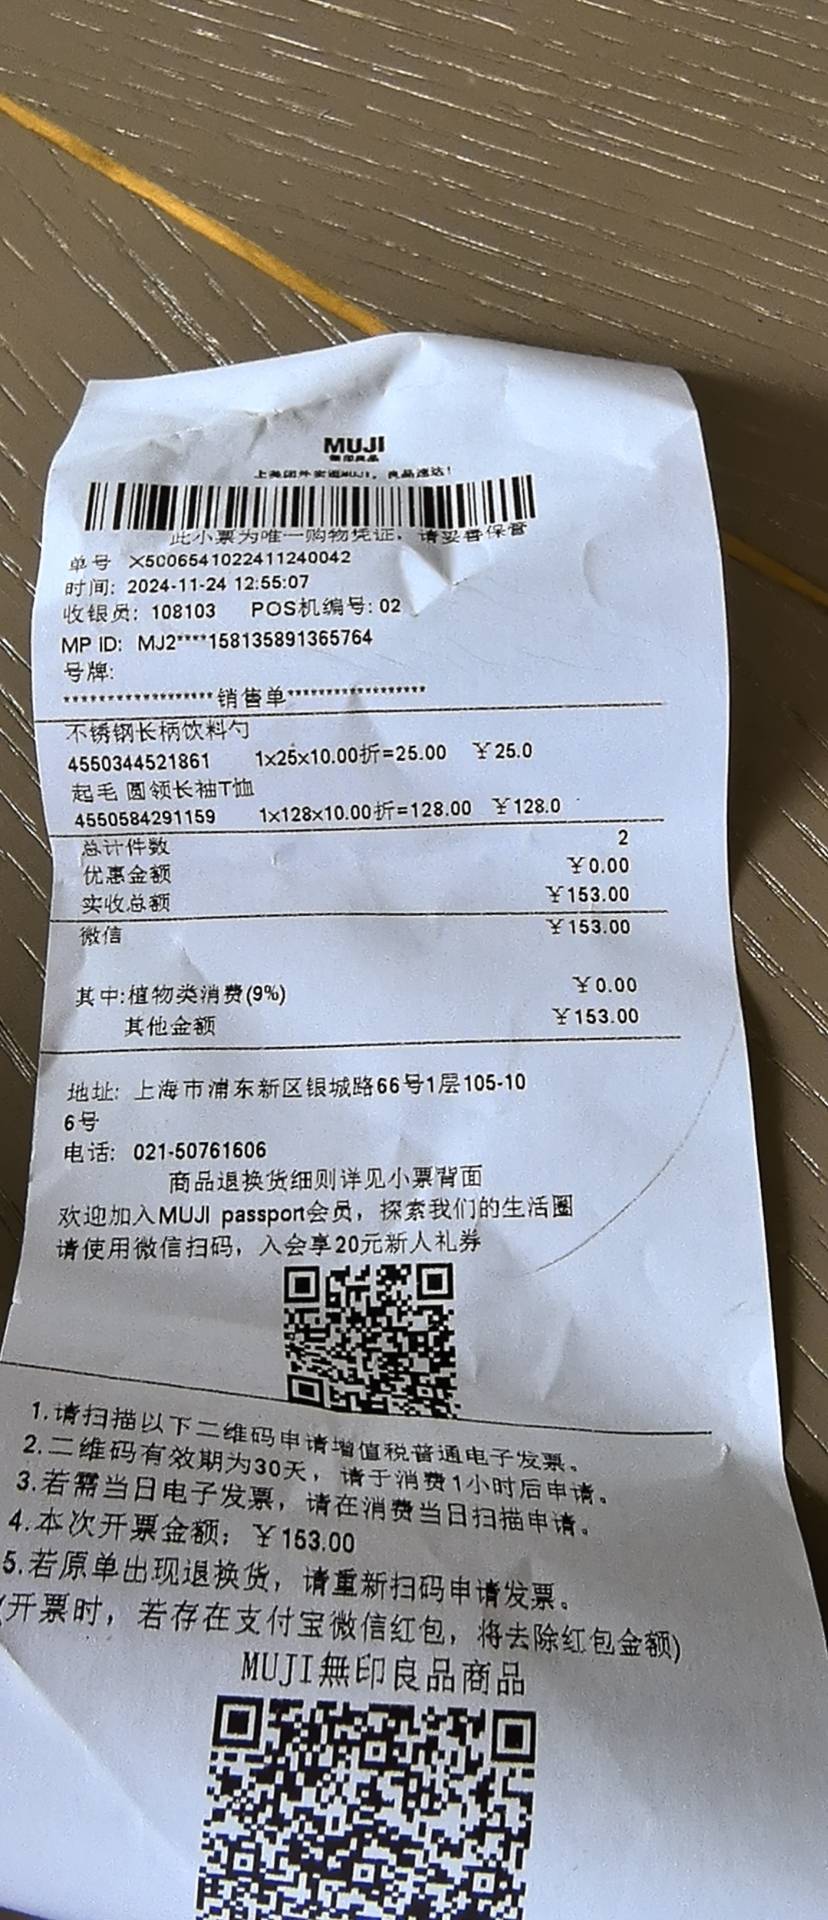 MUJI
無印良品
上美团外卖逛MUJI，良品速达！
此小票为唯一购物凭证，请妥善保管
单号 X5006541022411240042
时间: 2024-11-24 12:55:07
收银员: 108103 POS机编号: 02
MP ID: MJ2****158135891365764
号牌:
******************销售单******************
不锈钢长柄饮料勺
4550344521861 1x25x10.00折=25.00 ￥25.0
起毛 圆领长袖T恤
4550584291159 1x128x10.00折=128.00 ￥128.0
总计件数 2
优惠金额 ￥0.00
实收总额 ￥153.00
微信 ￥153.00
其中:植物类消费(9%) ￥0.00
其他金额 ￥153.00
地址: 上海市浦东新区银城路66号1层105-10
6号
电话: 021-50761606
商品退换货细则详见小票背面
欢迎加入MUJI passport会员，探索我们的生活圈
请使用微信扫码，入会享20元新人礼券
1.请扫描以下二维码申请增值税普通电子发票。
2.二维码有效期为30天，请于消费1小时后申请。
3.若需当日电子发票，请在消费当日扫描申请。
4.本次开票金额: ￥153.00
5.若原单出现退换货，请重新扫码申请发票。
(开票时，若存在支付宝微信红包，将去除红包金额)
MUJI無印良品商品